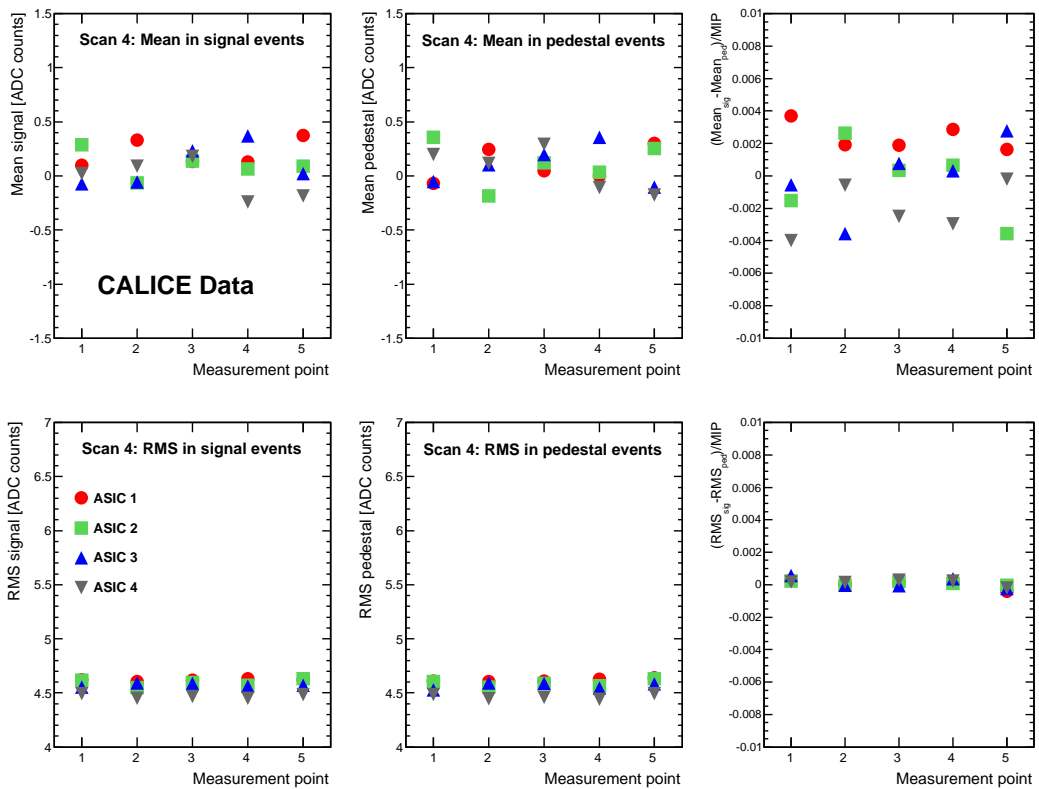 Scan 4: Mean in signal events
Mean signal [ADC counts]
1.5
1
0.5
0
-0.5
-1
-1.5
CALICE Data
1 2 3 4 5
Measurement point
Scan 4: Mean in pedestal events
Mean pedestal [ADC counts]
1.5
1
0.5
0
-0.5
-1
-1.5
1 2 3 4 5
Measurement point
(Mean_sig-Mean_ped)/MIP
0.01
0.008
0.006
0.004
0.002
0
-0.002
-0.004
-0.006
-0.008
-0.01
1 2 3 4 5
Measurement point
Scan 4: RMS in signal events
RMS signal [ADC counts]
7
6.5
6
5.5
5
4.5
4
ASIC 1
ASIC 2
ASIC 3
ASIC 4
1 2 3 4 5
Measurement point
Scan 4: RMS in pedestal events
RMS pedestal [ADC counts]
7
6.5
6
5.5
5
4.5
4
1 2 3 4 5
Measurement point
(RMS_sig-RMS_ped)/MIP
0.01
0.008
0.006
0.004
0.002
0
-0.002
-0.004
-0.006
-0.008
-0.01
1 2 3 4 5
Measurement point